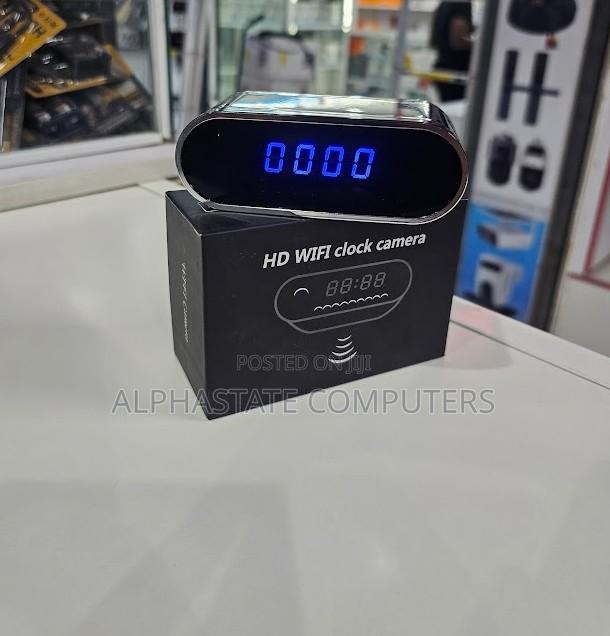 0000
HD WIFI clock camera
88:88
POSTED ON JIJI
ALPHASTATE COMPUTERS